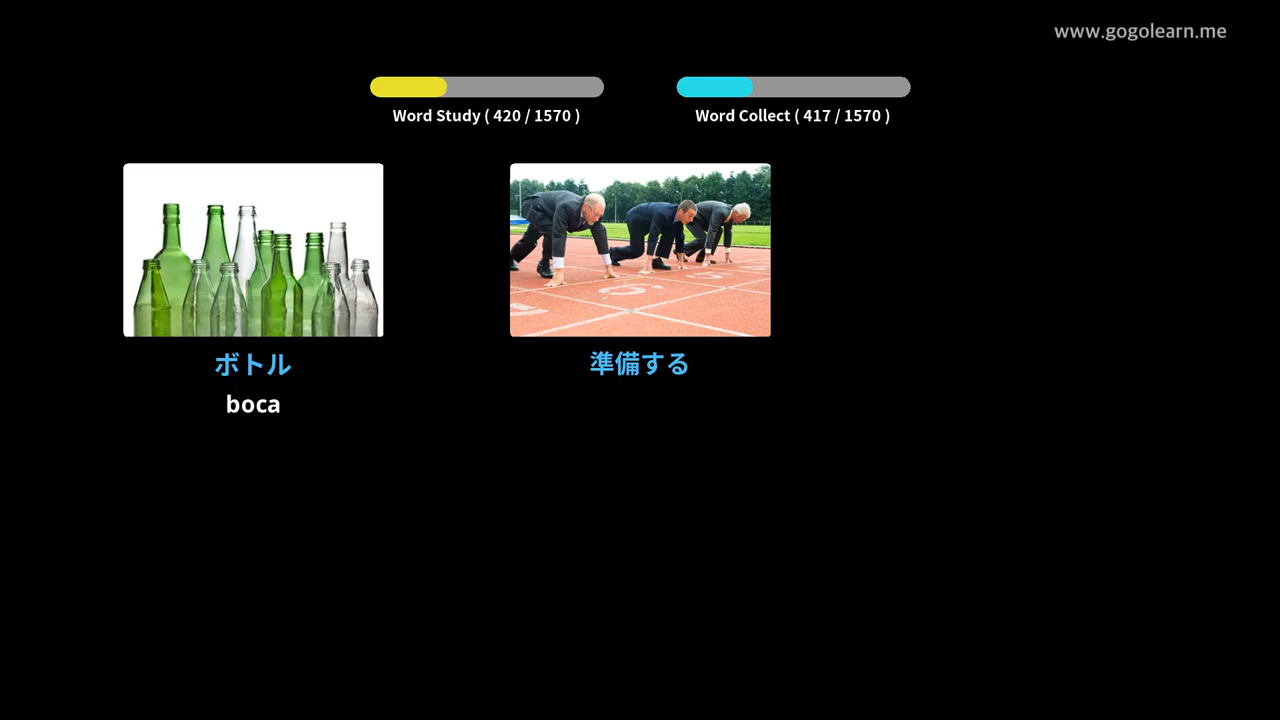 www.gogolearn.me
Word Study ( 420 / 1570 )
Word Collect ( 417 / 1570 )
ボトル
boca
準備する